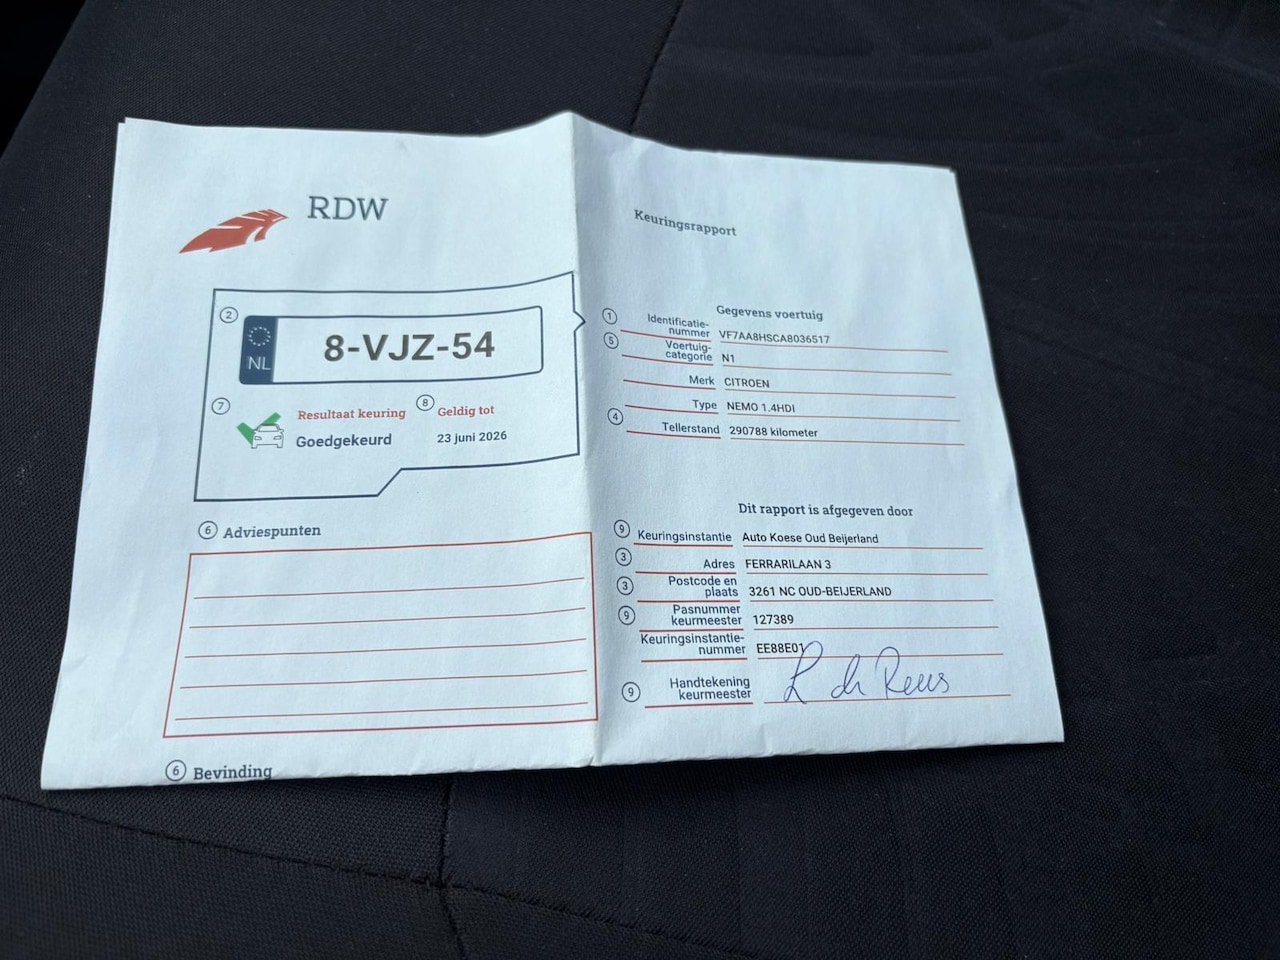 RDW
Keuringsrapport
2
NL
8-VJZ-54
7
Resultaat keuring
Goedgekeurd
8
Geldig tot
23 juni 2026
6 Adviespunten
6 Bevinding
Gegevens voertuig
1 Identificatie-
nummer VF7AA8HSCA8036517
5 Voertuig-
categorie N1
Merk CITROEN
Type NEMO 1.4HDI
4 Tellerstand 290788 kilometer
Dit rapport is afgegeven door
9 Keuringsinstantie Auto Koese Oud Beijerland
3 Adres FERRARILAAN 3
3 Postcode en
plaats 3261 NC OUD-BEIJERLAND
9 Pasnummer
keurmeester 127389
Keuringsinstantie-
nummer EE88E01
9 Handtekening
keurmeester